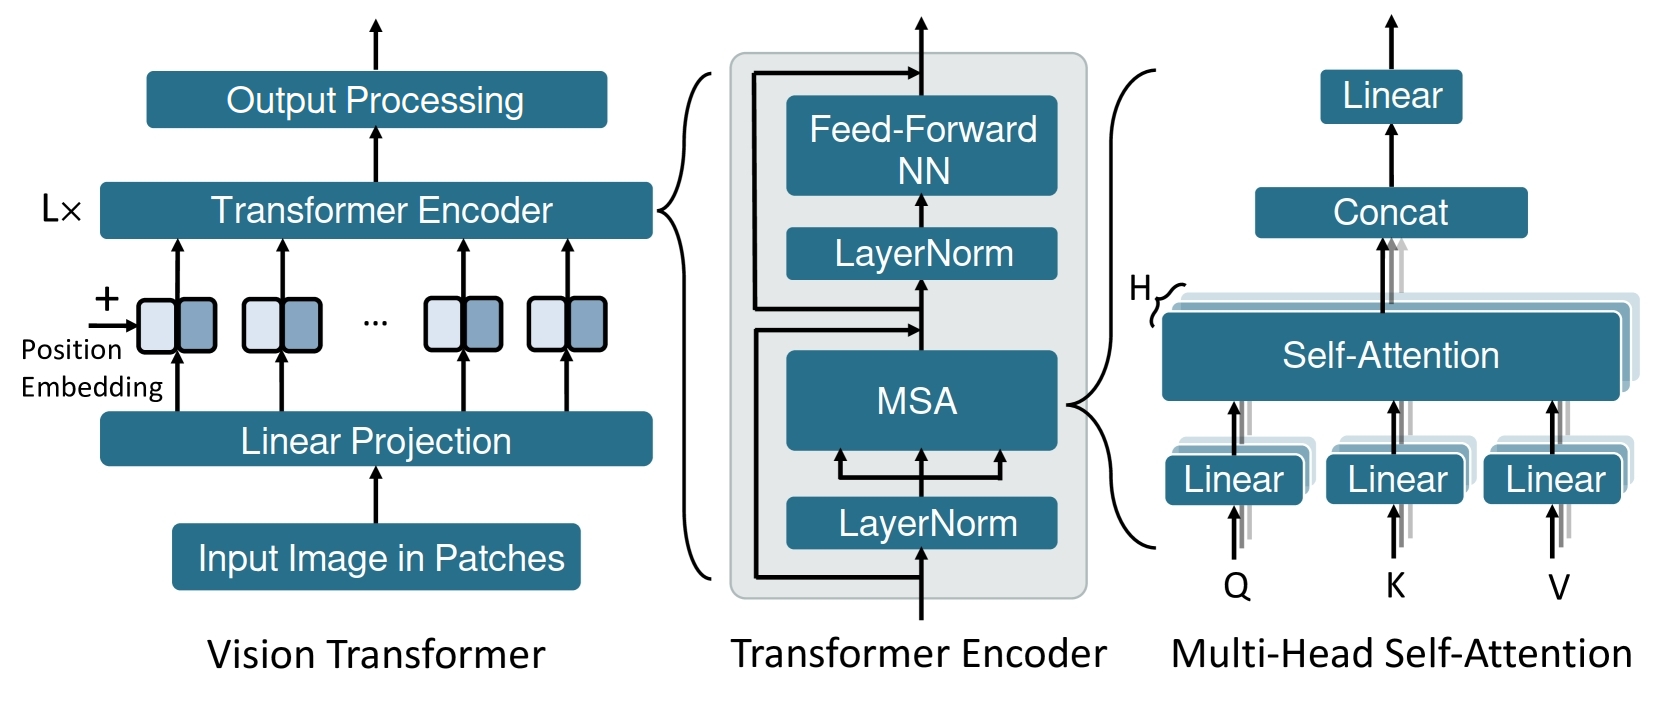 Output Processing
L×
Transformer Encoder
+
Position
Embedding
...
Linear Projection
Input Image in Patches
Vision Transformer
Feed-Forward
NN
LayerNorm
MSA
LayerNorm
Transformer Encoder
Linear
Concat
H
Self-Attention
Linear Linear Linear
Q K V
Multi-Head Self-Attention